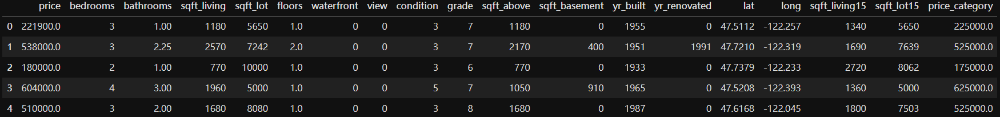 price bedrooms bathrooms sqft_living sqft_lot floors waterfront view condition grade sqft_above sqft_basement yr_built yr_renovated lat long sqft_living15 sqft_lot15 price_category
0 221900.0 3 1.00 1180 5650 1.0 0 0 3 7 1180 0 1955 0 47.5112 -122.257 1340 5650 225000.0
1 538000.0 3 2.25 2570 7242 2.0 0 0 3 7 2170 400 1951 1991 47.7210 -122.319 1690 7639 525000.0
2 180000.0 2 1.00 770 10000 1.0 0 0 3 6 770 0 1933 0 47.7379 -122.233 2720 8062 175000.0
3 604000.0 4 3.00 1960 5000 1.0 0 0 5 7 1050 910 1965 0 47.5208 -122.393 1360 5000 625000.0
4 510000.0 3 2.00 1680 8080 1.0 0 0 3 8 1680 0 1987 0 47.6168 -122.045 1800 7503 525000.0